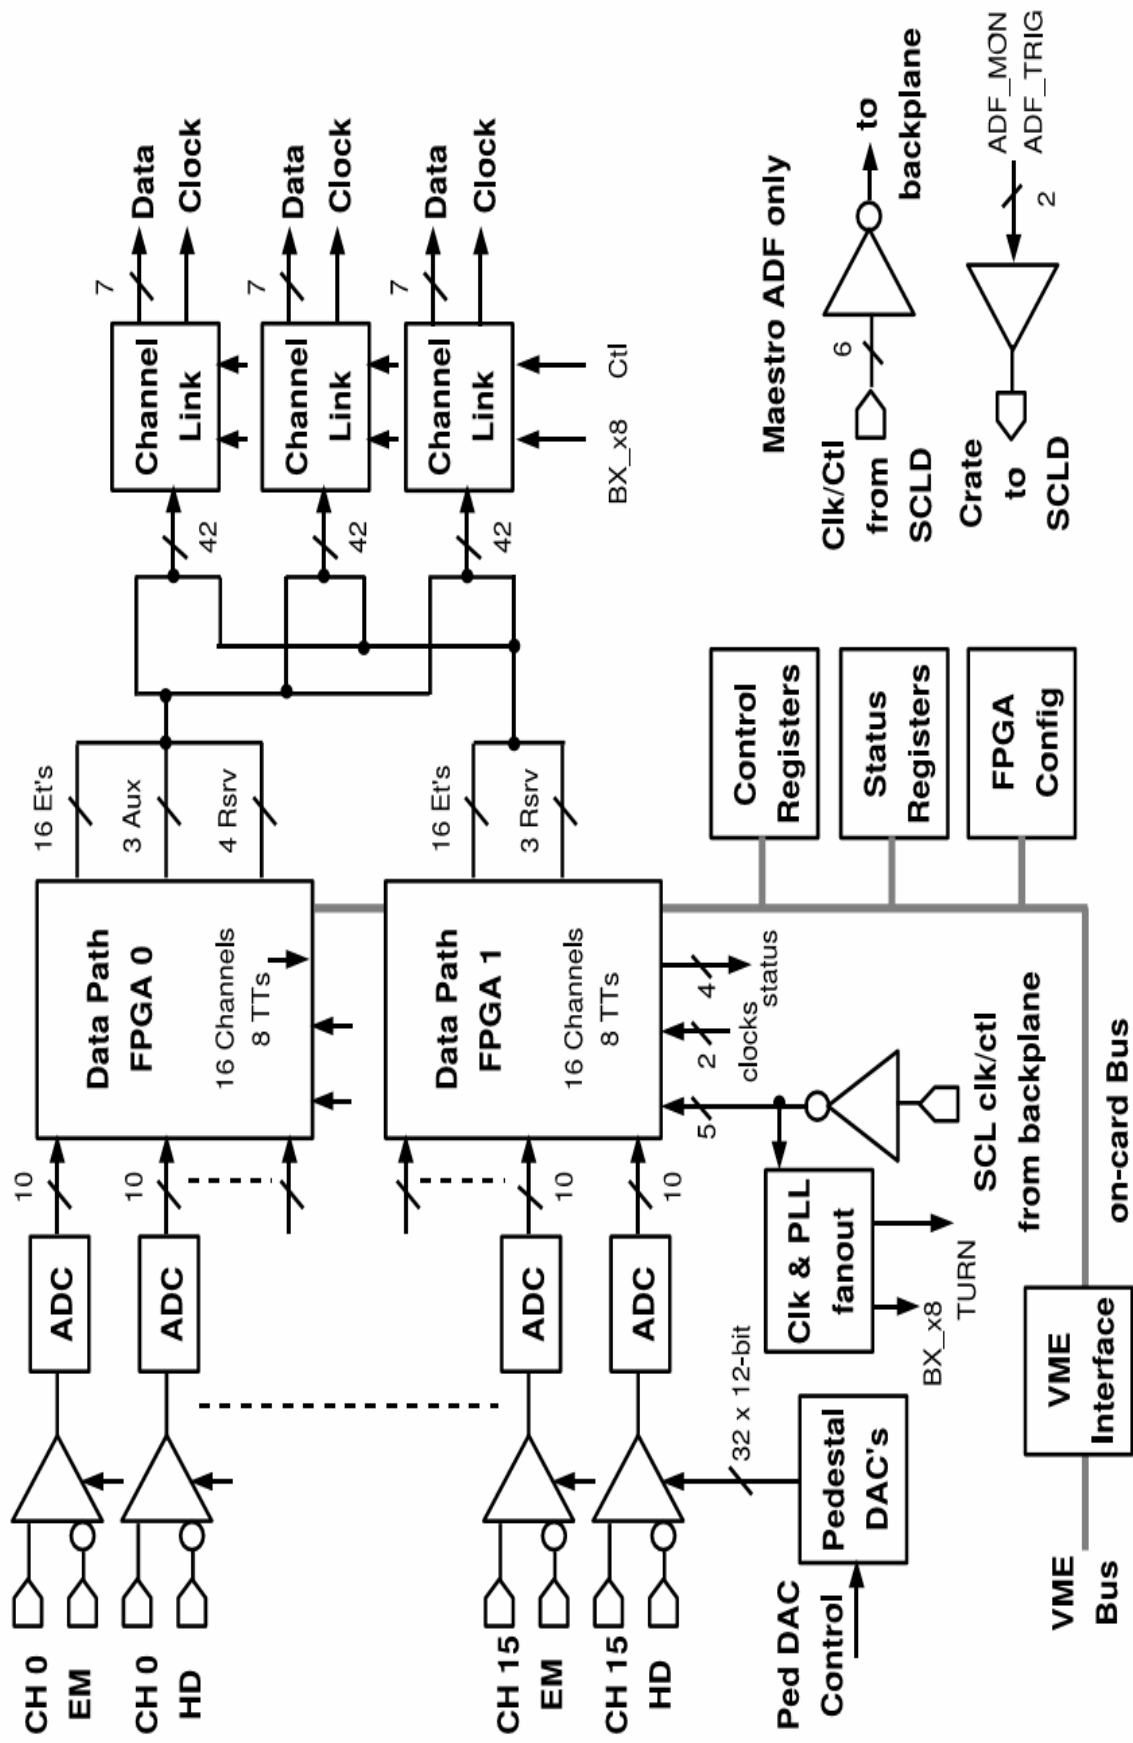 CH 0
EM
CH 0
HD
CH 15
EM
CH 15
HD
Ped DAC
Control
VME
Bus
ADC
ADC
ADC
ADC
10
10
10
10
32 x 12-bit
Pedestal
DAC's
VME
Interface
Clk & PLL
fanout
BX_x8
TURN
SCL clk/ctl
from backplane
on-card Bus
Data Path
FPGA 0
16 Channels
8 TTs
Data Path
FPGA 1
16 Channels
8 TTs
5
2
clocks
4
status
16 Et's
3 Aux
4 Rsrv
16 Et's
3 Rsrv
Control
Registers
Status
Registers
FPGA
Config
42
42
42
Channel
Link
Channel
Link
Channel
Link
BX_x8
Ctl
7
Data
Clock
7
Data
Clock
7
Data
Clock
Maestro ADF only
Clk/Ctl
from
SCLD
6
to
backplane
Crate
to
SCLD
2
ADF_MON
ADF_TRIG